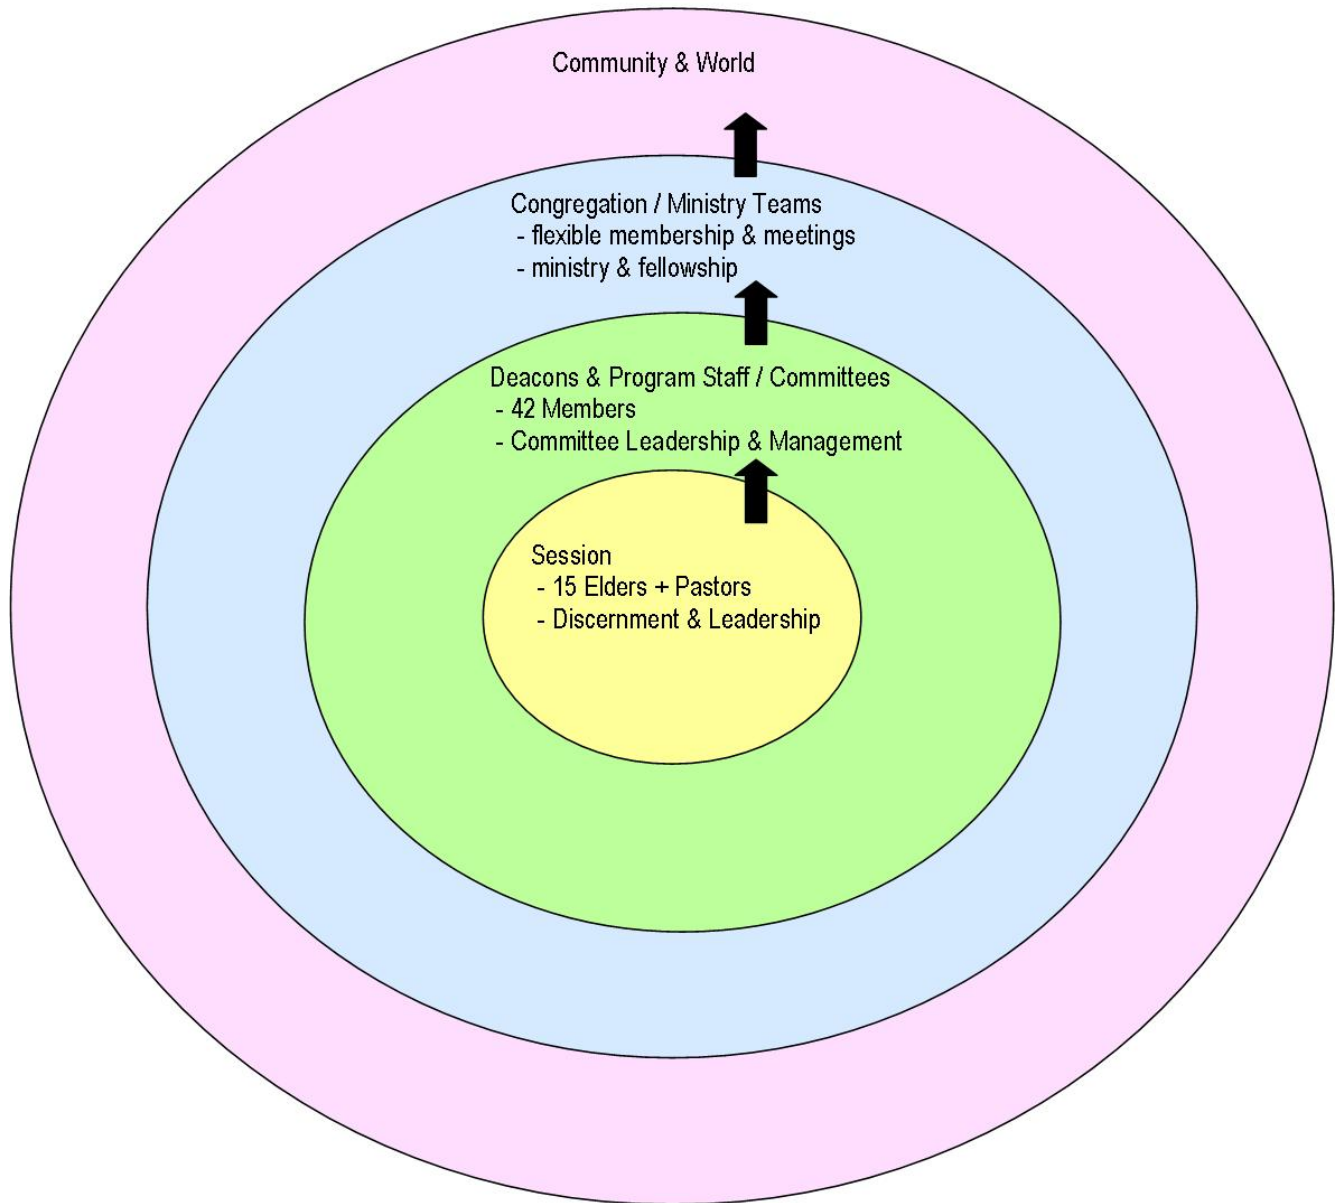 Community & World
Congregation / Ministry Teams
- flexible membership & meetings
- ministry & fellowship
Deacons & Program Staff / Committees
- 42 Members
- Committee Leadership & Management
Session
- 15 Elders + Pastors
- Discernment & Leadership